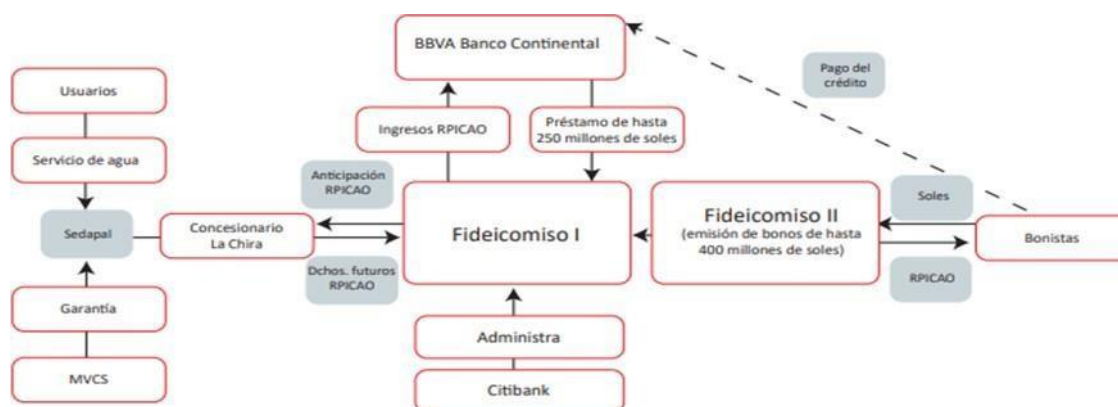 BBVA Banco Continental
Pago del
crédito
Usuarios
Ingresos RPICAO
Préstamo de hasta
250 millones de soles
Servicio de agua
Anticipación
RPICAO
Soles
Sedapal
Concesionario
La Chira
Fideicomiso I
Fideicomiso II
(emisión de bonos de hasta
400 millones de soles)
Bonistas
Dchos. futuros
RPICAO
RPICAO
Garantía
Administra
MVCS
Citibank